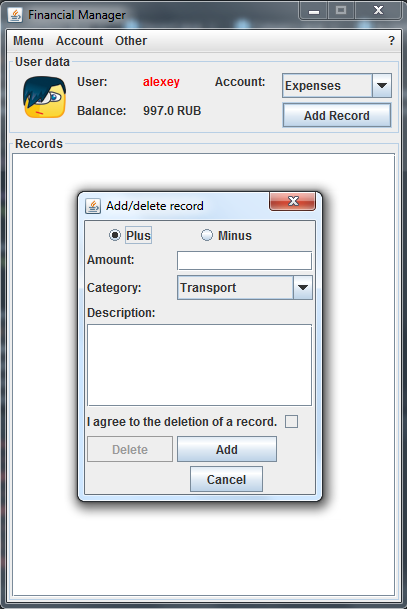 Financial Manager
Menu Account Other ?
User data
User: alexey Account: Expenses
Balance: 997.0 RUB Add Record
Records
Add/delete record
Plus Minus
Amount:
Category: Transport
Description:
I agree to the deletion of a record.
Delete Add
Cancel